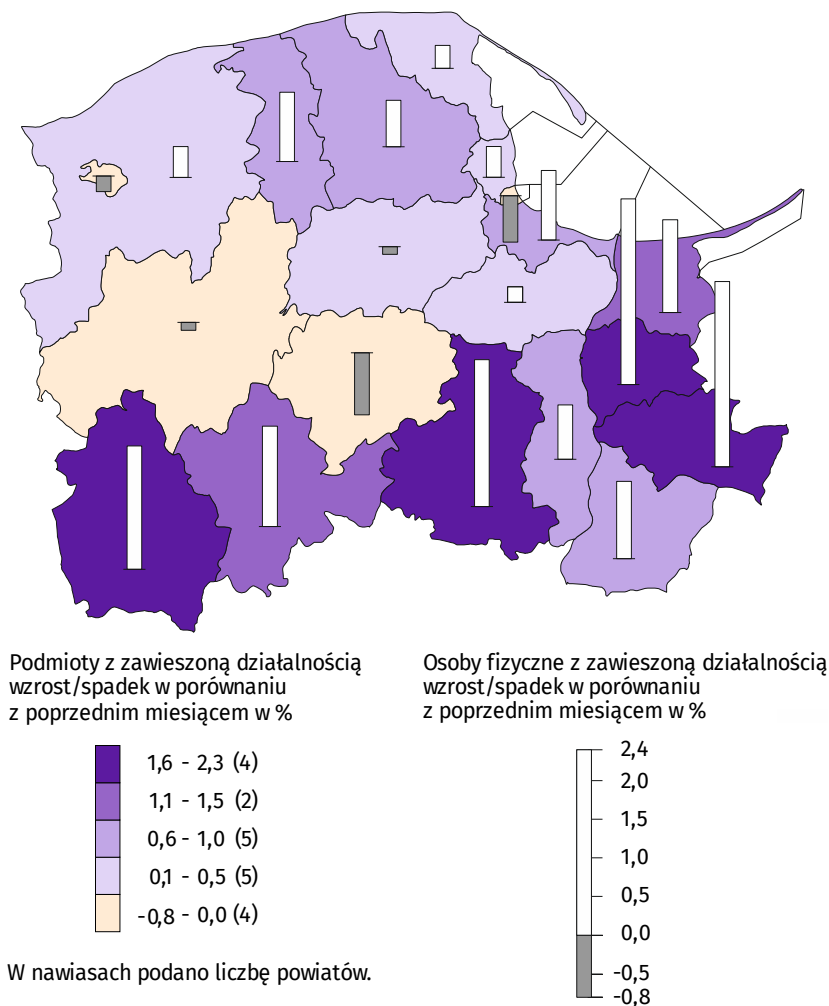 Podmioty z zawieszoną działalnością
wzrost/spadek w porównaniu
z poprzednim miesiącem w %
1,6 - 2,3 (4)
1,1 - 1,5 (2)
0,6 - 1,0 (5)
0,1 - 0,5 (5)
-0,8 - 0,0 (4)
W nawiasach podano liczbę powiatów.
Osoby fizyczne z zawieszoną działalnością
wzrost/spadek w porównaniu
z poprzednim miesiącem w %
2,4
2,0
1,5
1,0
0,5
0,0
-0,5
-0,8